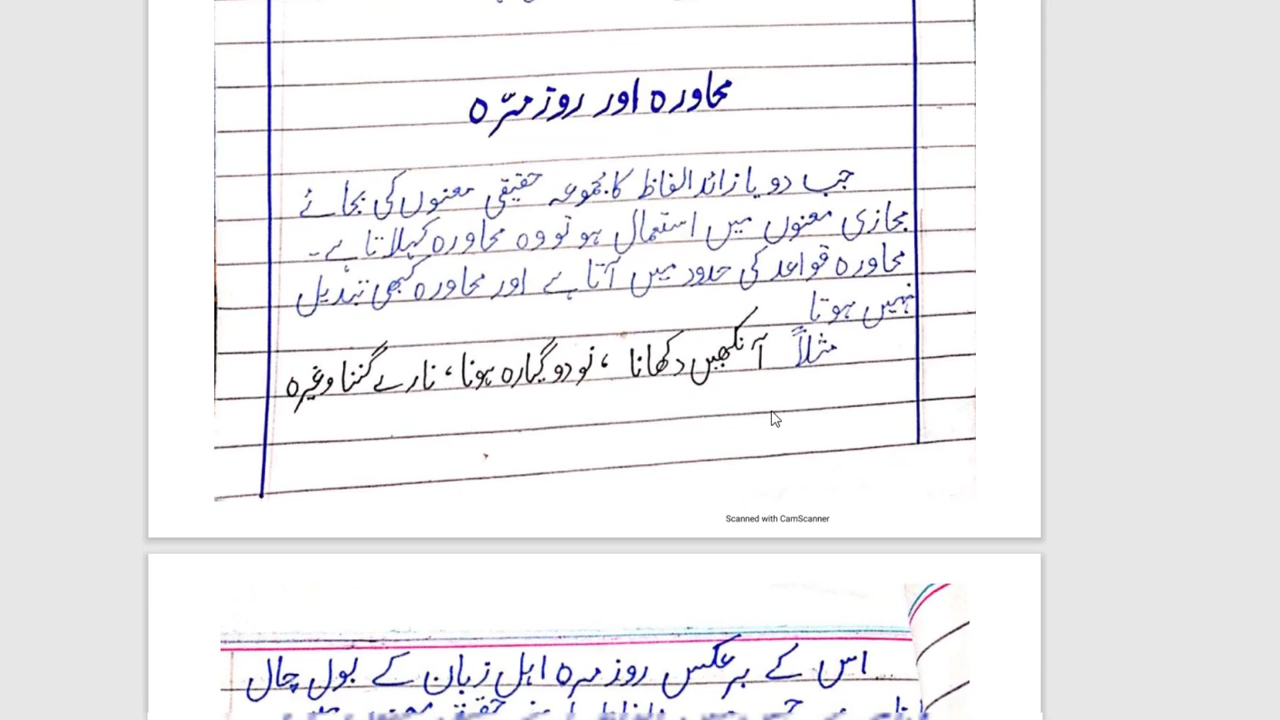 محاورہ اور روزمرّہ
جب دو یا زائد الفاظ کا مجموعہ حقیقی معنوں کی بجائے
مجازی معنوں میں استعمال ہو تو وہ محاورہ کہلاتا ہے۔
محاورہ قواعد کی حدود میں آتا ہے اور محاورہ کبھی تبدیل
نہیں ہوتا
مثلاً آنکھیں دکھانا ، نو دو گیارہ ہونا ، تارے گننا وغیرہ
Scanned with CamScanner
اس کے برعکس روزمرہ اہل زبان کے بول چال
حقیقی معنوں میں